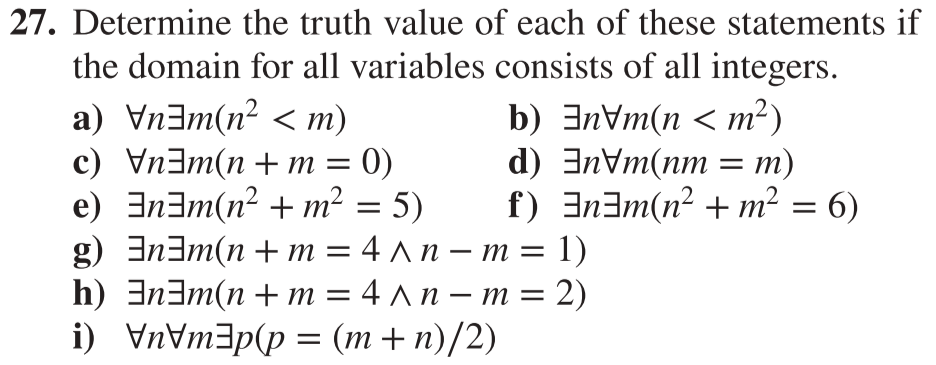 27. Determine the truth value of each of these statements if
the domain for all variables consists of all integers.
a) ∀n∃m(n² < m) b) ∃n∀m(n < m²)
c) ∀n∃m(n + m = 0) d) ∃n∀m(nm = m)
e) ∃n∃m(n² + m² = 5) f) ∃n∃m(n² + m² = 6)
g) ∃n∃m(n + m = 4 ∧ n − m = 1)
h) ∃n∃m(n + m = 4 ∧ n − m = 2)
i) ∀n∀m∃p(p = (m + n)/2)